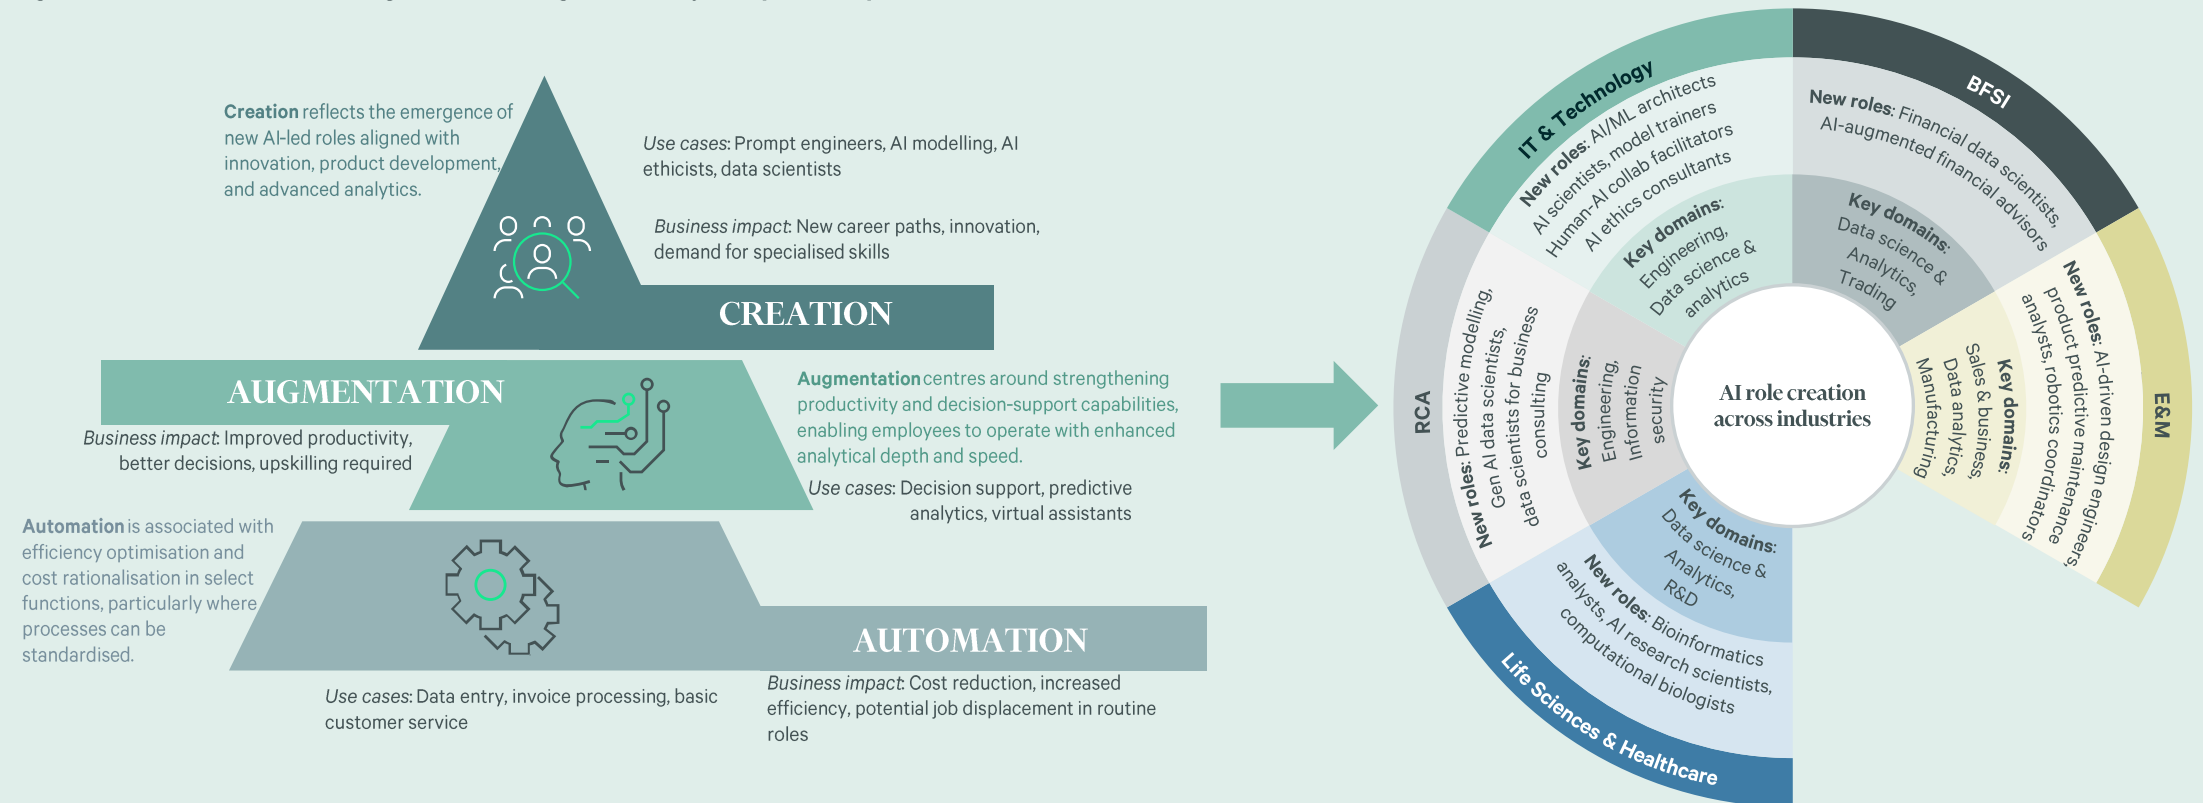 Creation reflects the emergence of
new AI-led roles aligned with
innovation, product development,
and advanced analytics.
Use cases: Prompt engineers, AI modelling, AI
ethicists, data scientists
Business impact: New career paths, innovation,
demand for specialised skills
CREATION
AUGMENTATION
Business impact: Improved productivity,
better decisions, upskilling required
Augmentation centres around strengthening
productivity and decision-support capabilities,
enabling employees to operate with enhanced
analytical depth and speed.
Use cases: Decision support, predictive
analytics, virtual assistants
Automation is associated with
efficiency optimisation and
cost rationalisation in select
functions, particularly where
processes can be
standardised.
AUTOMATION
Use cases: Data entry, invoice processing, basic
customer service
Business impact: Cost reduction, increased
efficiency, potential job displacement in routine
roles
AI role creation
across industries
IT & Technology
New roles: AI/ML architects
AI scientists, model trainers
Human-AI collab facilitators
AI ethics consultants
Key domains:
Engineering,
Data science &
analytics
BFSI
New roles: Financial data scientists,
AI-augmented financial advisors
Key domains:
Data science &
Analytics,
Trading
E&M
New roles: AI-driven design engineers,
product predictive maintenance
analysts, robotics coordinators
Key domains:
Sales & business,
Data analytics,
Manufacturing
Life Sciences & Healthcare
New roles: Bioinformatics
analysts, AI research scientists,
computational biologists
Key domains:
Data science &
Analytics,
R&D
RCA
New roles: Predictive modelling,
Gen AI data scientists,
data scientists for business
consulting
Key domains:
Engineering,
Information
security